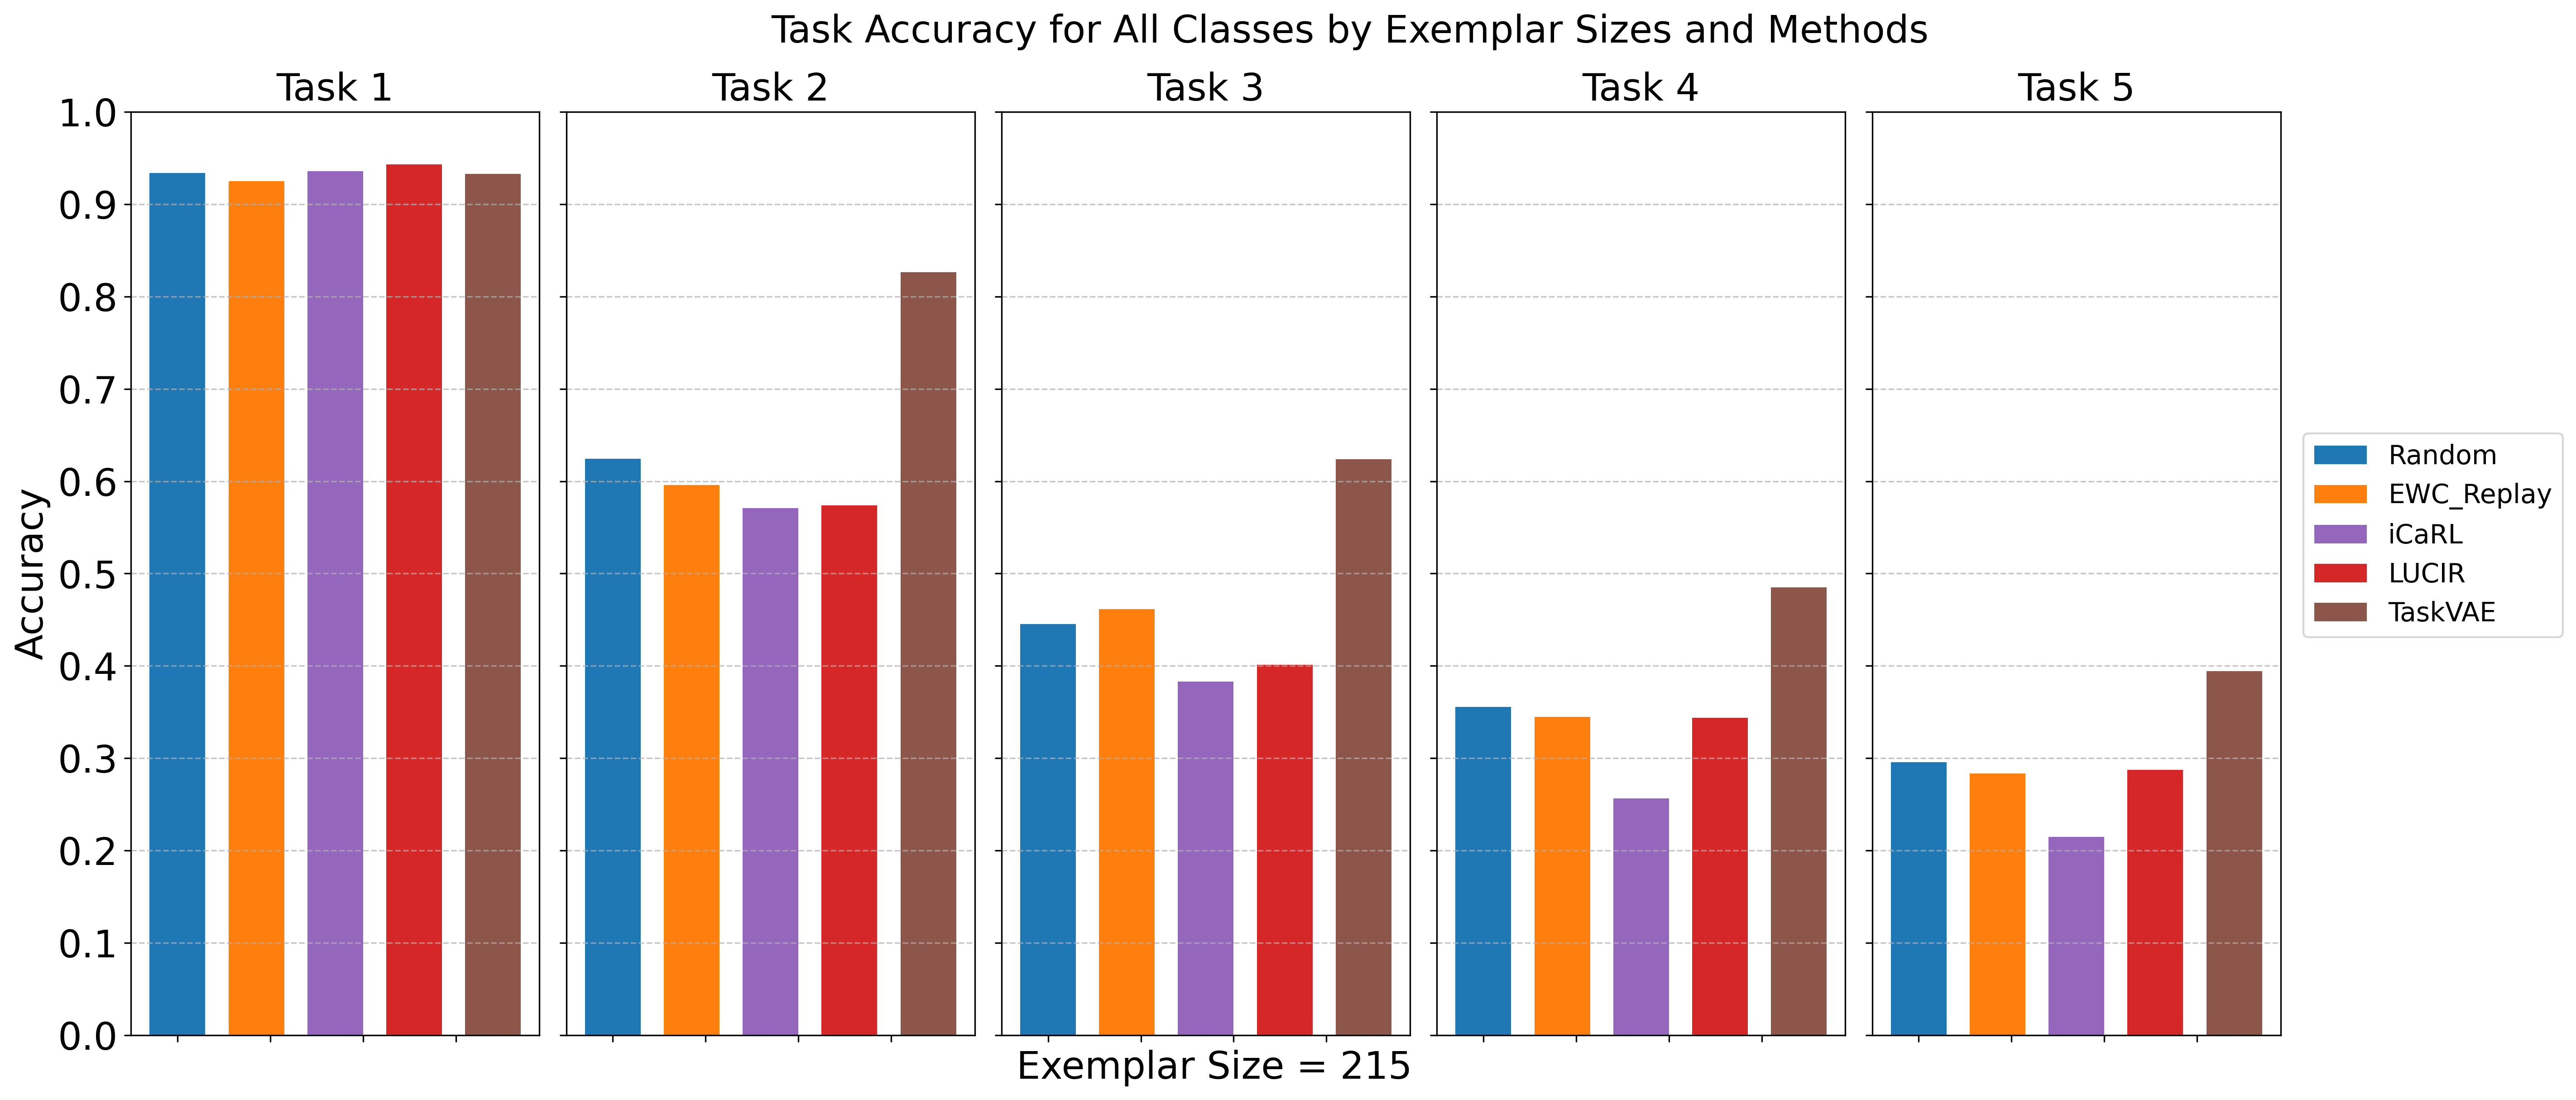 Task Accuracy for All Classes by Exemplar Sizes and Methods
Task 1
Task 2
Task 3
Task 4
Task 5
1.0
0.9
0.8
0.7
0.6
0.5
0.4
0.3
0.2
0.1
0.0
Accuracy
Exemplar Size = 215
Random
EWC_Replay
iCaRL
LUCIR
TaskVAE